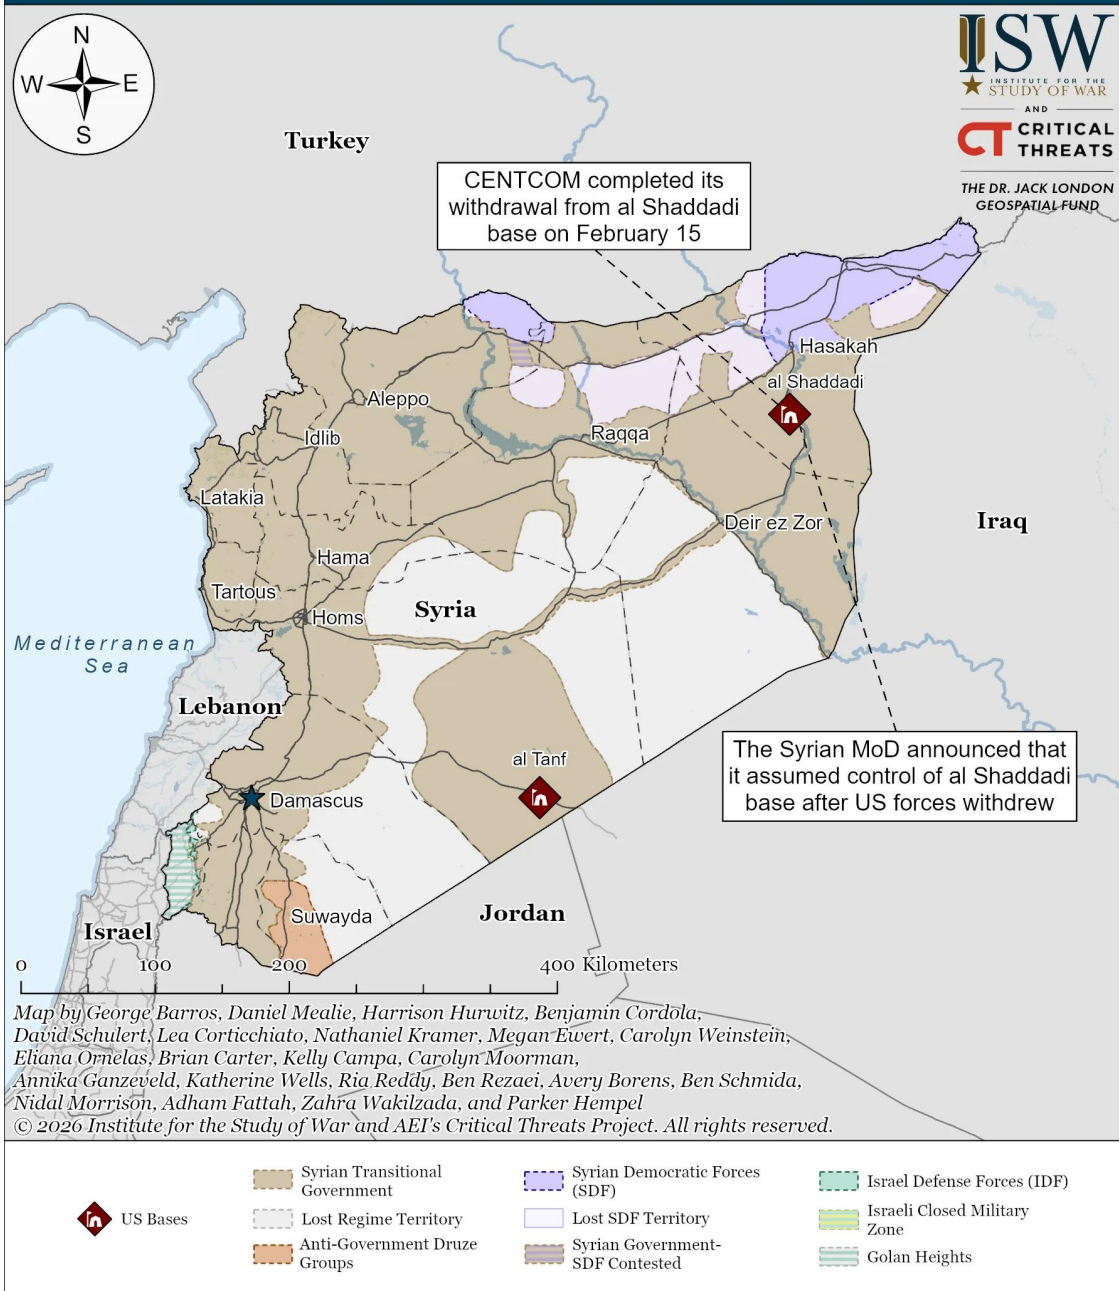 N
W
E
S
ISW
INSTITUTE FOR THE
STUDY OF WAR
AND
CT CRITICAL
THREATS
THE DR. JACK LONDON
GEOSPATIAL FUND
Turkey
CENTCOM completed its
withdrawal from al Shaddadi
base on February 15
Hasakah
al Shaddadi
Aleppo
Idlib
Raqqa
Latakia
Deir ez Zor
Iraq
Hama
Tartous
Syria
Homs
Mediterranean
Sea
Lebanon
The Syrian MoD announced that
it assumed control of al Shaddadi
base after US forces withdrew
al Tanf
Damascus
Suwayda
Jordan
Israel
0 100 200 400 Kilometers
Map by George Barros, Daniel Mealie, Harrison Hurwitz, Benjamin Cordola,
David Schulert, Lea Corticchiato, Nathaniel Kramer, Megan Ewert, Carolyn Weinstein,
Eliana Ornelas, Brian Carter, Kelly Campa, Carolyn Moorman,
Annika Ganzeveld, Katherine Wells, Ria Reddy, Ben Rezaei, Avery Borens, Ben Schmida,
Nidal Morrison, Adham Fattah, Zahra Wakilzada, and Parker Hempel
© 2026 Institute for the Study of War and AEI's Critical Threats Project. All rights reserved.
US Bases
Syrian Transitional
Government
Lost Regime Territory
Anti-Government Druze
Groups
Syrian Democratic Forces
(SDF)
Lost SDF Territory
Syrian Government-
SDF Contested
Israel Defense Forces (IDF)
Israeli Closed Military
Zone
Golan Heights